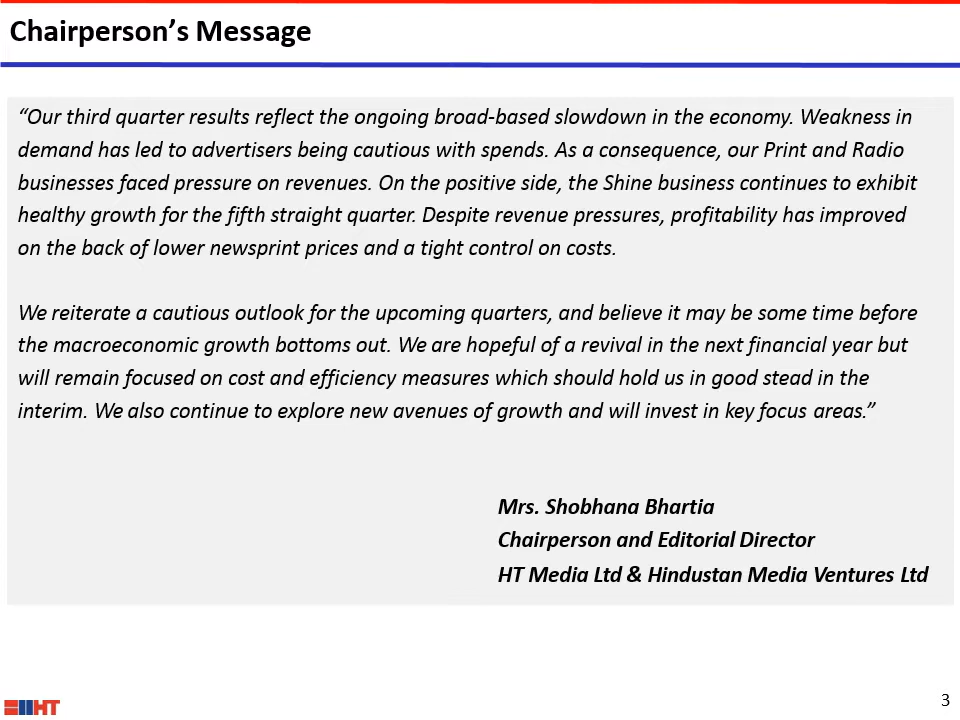 Chairperson’s Message
“Our third quarter results reflect the ongoing broad-based slowdown in the economy. Weakness in
demand has led to advertisers being cautious with spends. As a consequence, our Print and Radio
businesses faced pressure on revenues. On the positive side, the Shine business continues to exhibit
healthy growth for the fifth straight quarter. Despite revenue pressures, profitability has improved
on the back of lower newsprint prices and a tight control on costs.
We reiterate a cautious outlook for the upcoming quarters, and believe it may be some time before
the macroeconomic growth bottoms out. We are hopeful of a revival in the next financial year but
will remain focused on cost and efficiency measures which should hold us in good stead in the
interim. We also continue to explore new avenues of growth and will invest in key focus areas.”
Mrs. Shobhana Bhartia
Chairperson and Editorial Director
HT Media Ltd & Hindustan Media Ventures Ltd
HT
3